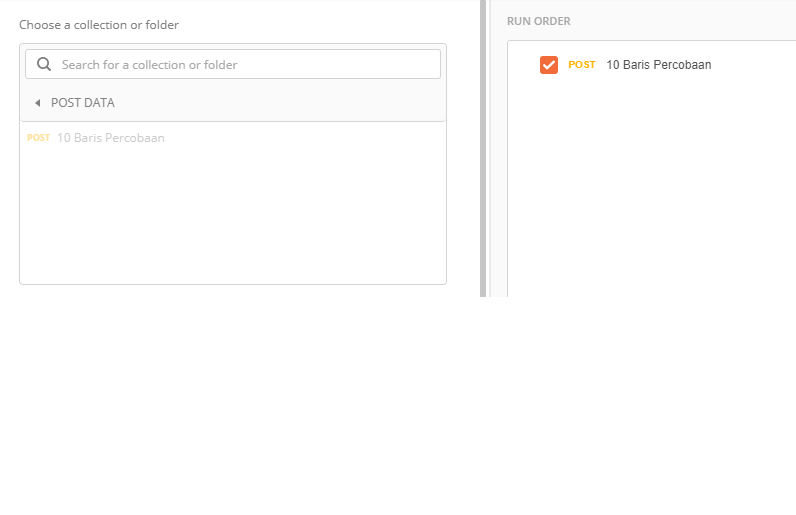 Choose a collection or folder
Search for a collection or folder
POST DATA
POST 10 Baris Percobaan
RUN ORDER
POST 10 Baris Percobaan